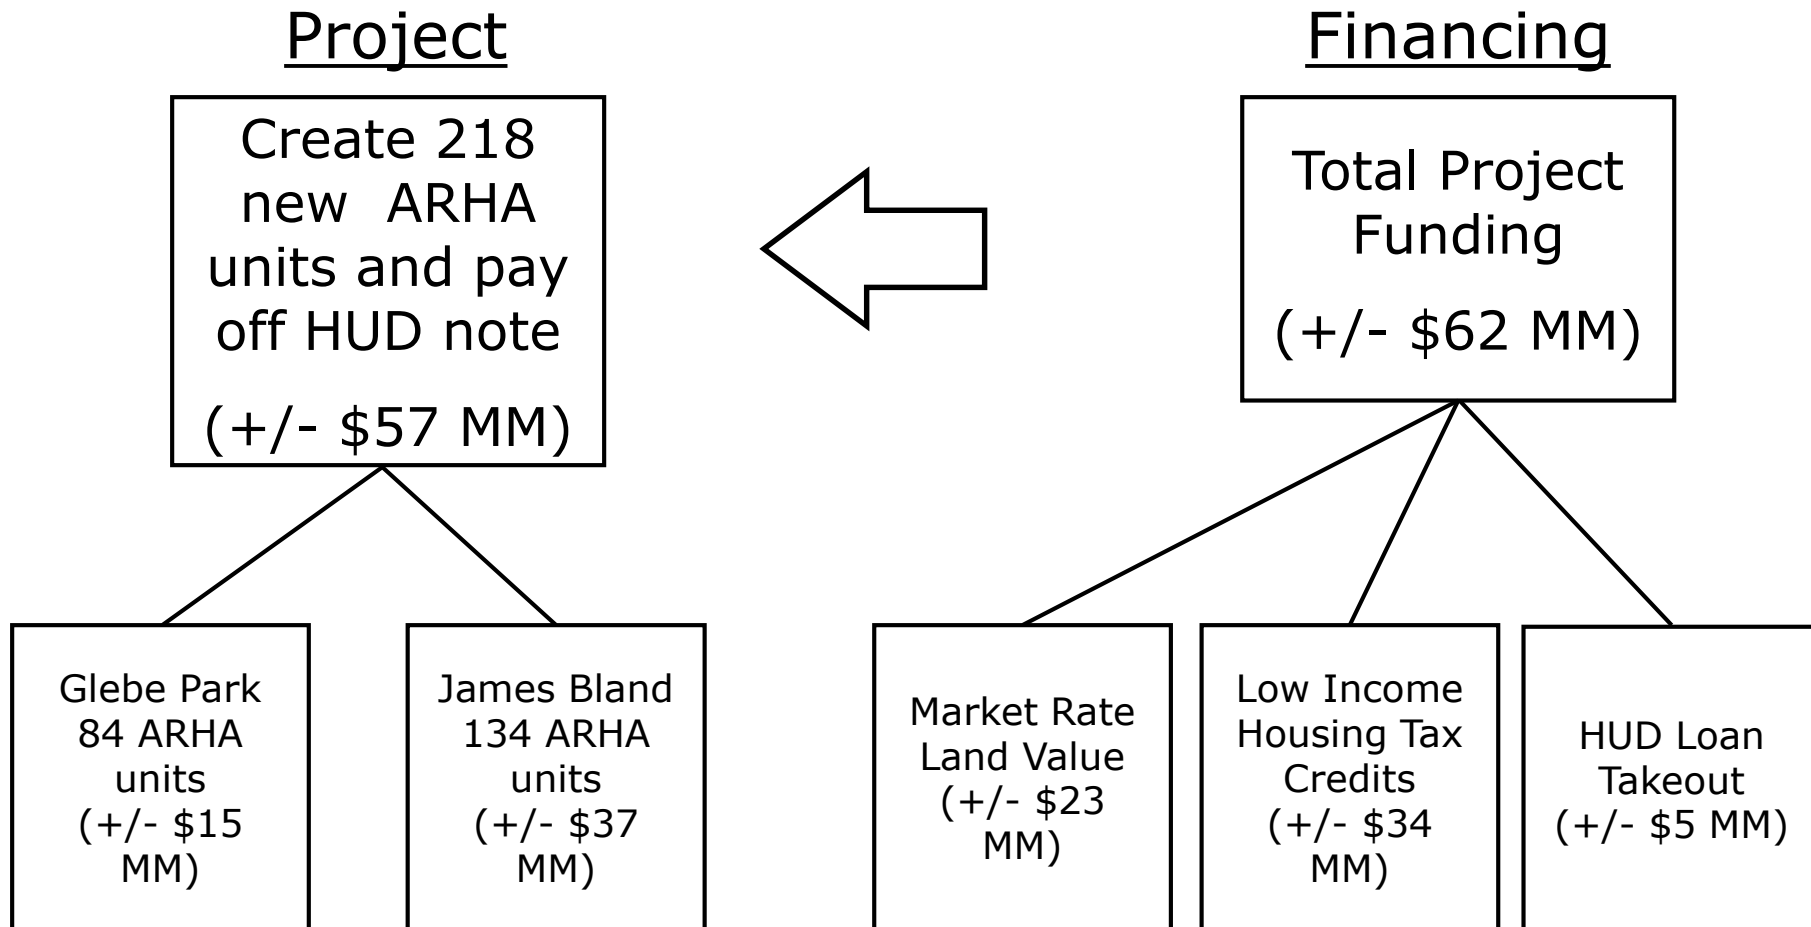 Project
Create 218
new ARHA
units and pay
off HUD note
(+/- $57 MM)
Glebe Park
84 ARHA
units
(+/- $15
MM)
James Bland
134 ARHA
units
(+/- $37
MM)
Financing
Total Project
Funding
(+/- $62 MM)
Market Rate
Land Value
(+/- $23
MM)
Low Income
Housing Tax
Credits
(+/- $34
MM)
HUD Loan
Takeout
(+/- $5 MM)